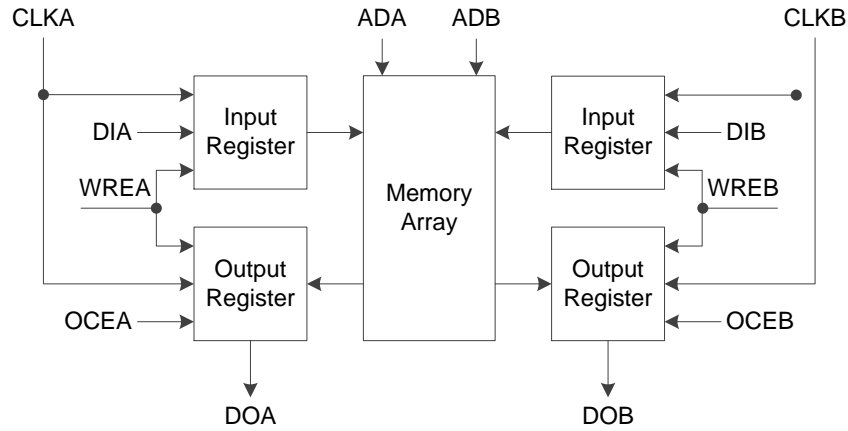 CLKA
ADA
ADB
CLKB
Input
Register
Input
Register
DIA
DIB
WREA
Memory
Array
WREB
Output
Register
Output
Register
OCEA
OCEB
DOA
DOB